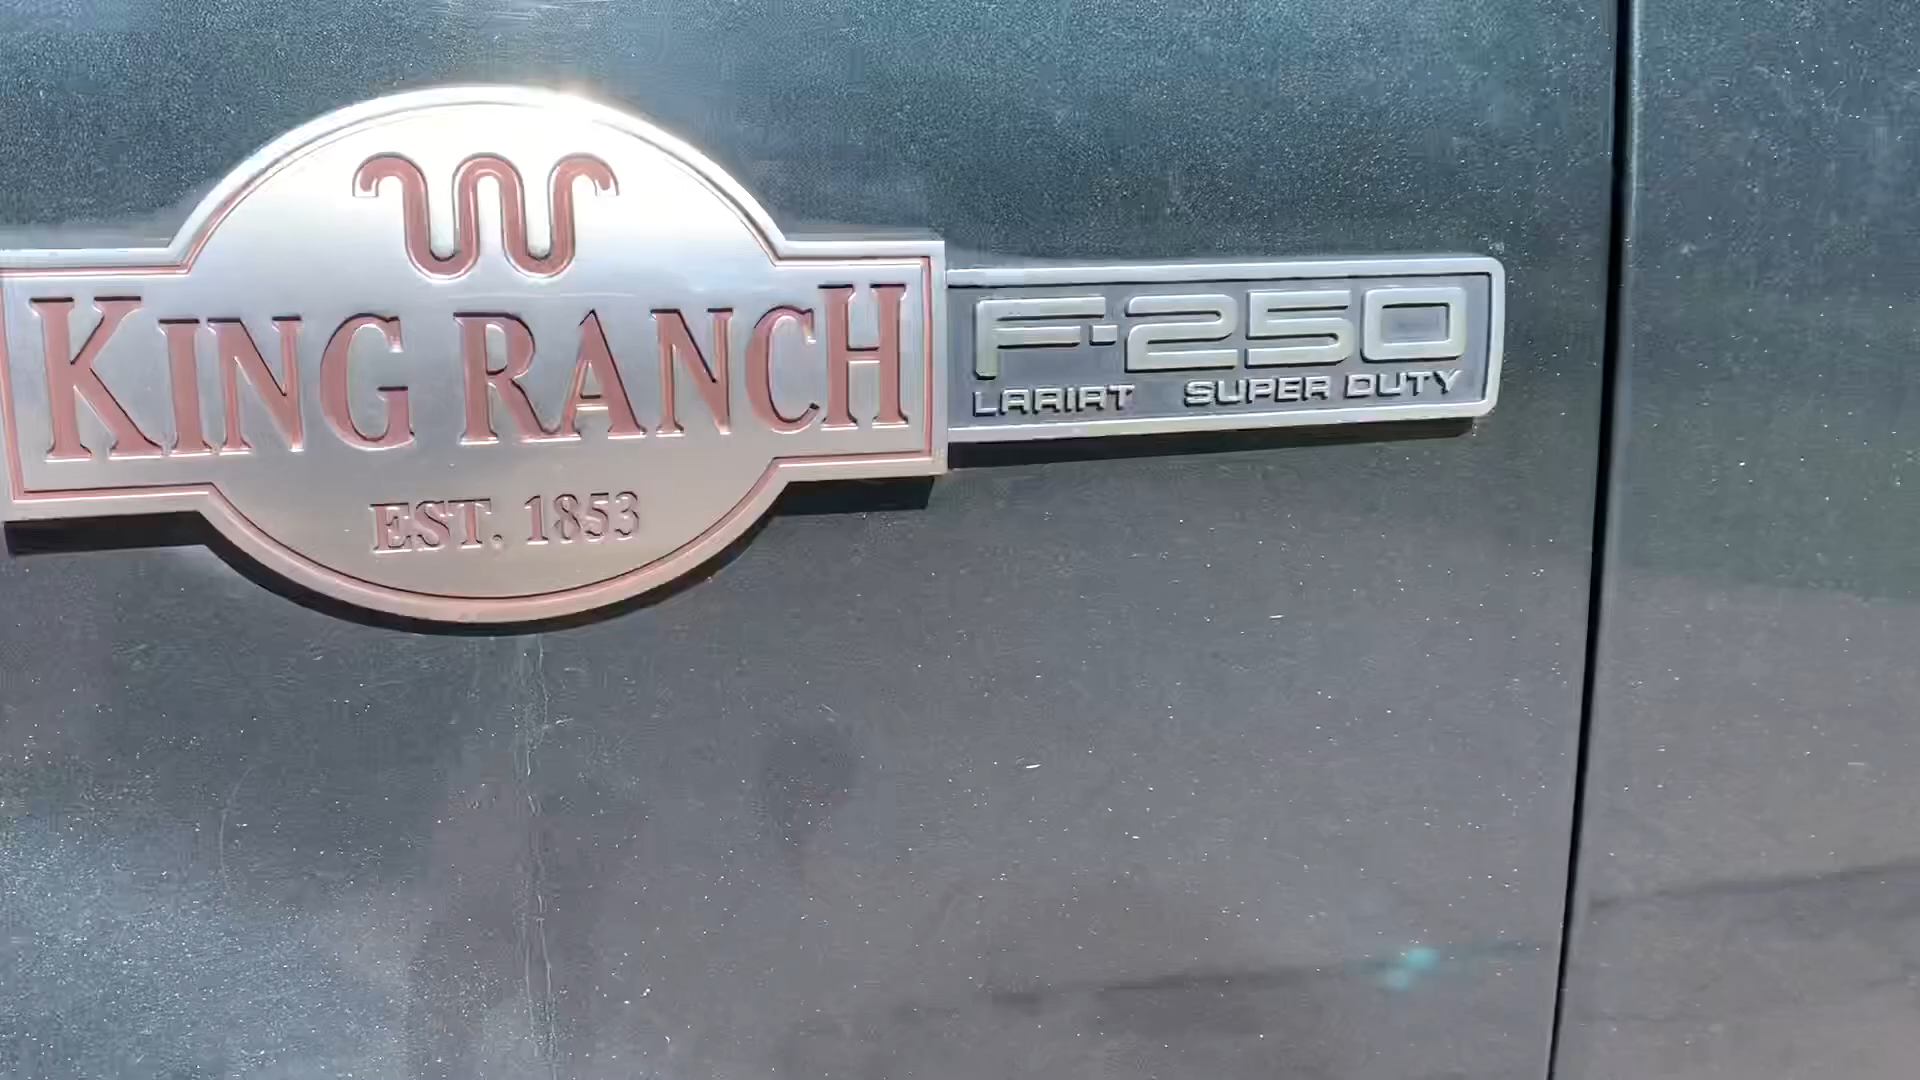 KING RANCH
EST. 1853
F-250
LARIAT SUPER DUTY